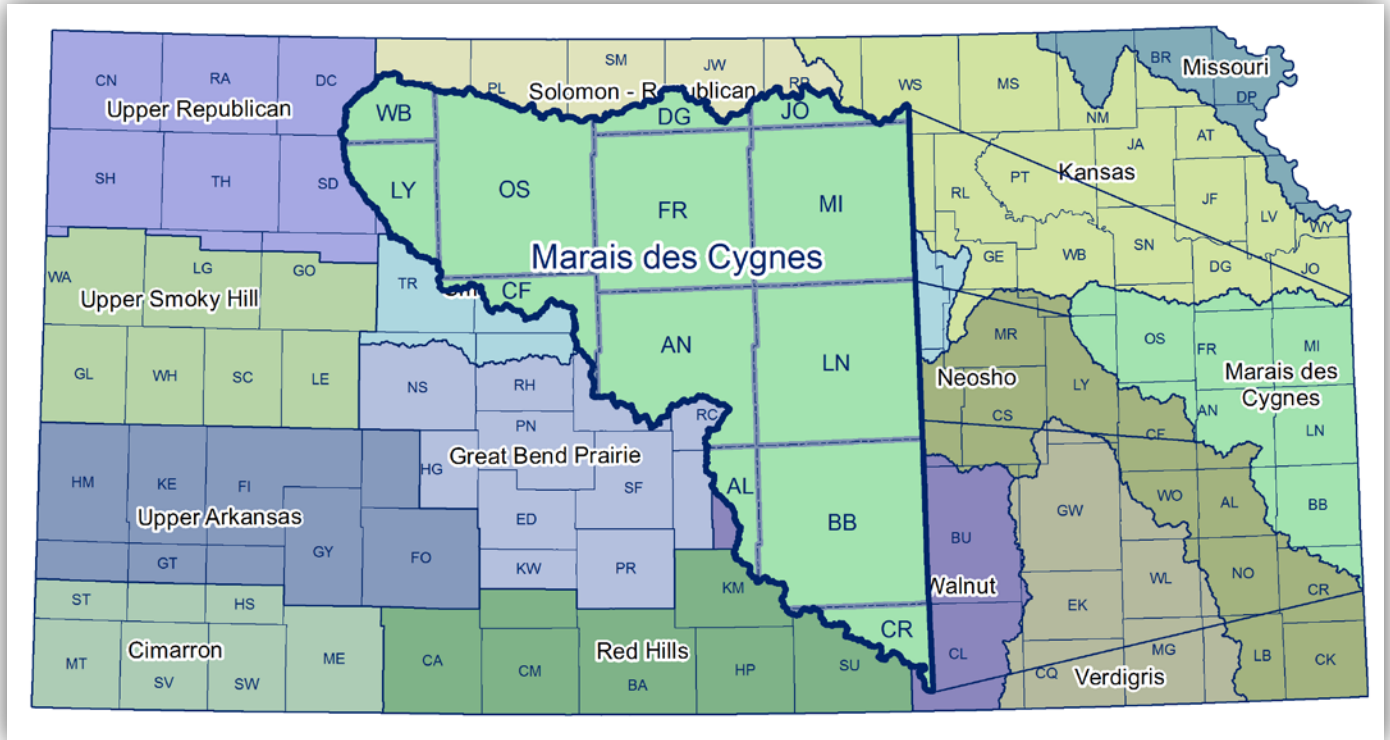 CN
RA
DC
Upper Republican
SH
TH
SD
PL
SM
JW
RP
Solomon - Republican
WS
MS
NM
BR
Missouri
DP
JA
AT
PT
Kansas
RL
JF
LV
WY
GE
WB
SN
DG
JO
WB
DG
JO
LY
OS
FR
MI
Marais des Cygnes
CF
AN
LN
AL
BB
CR
WA
LG
GO
Upper Smoky Hill
GL
WH
SC
LE
TR
NS
RH
PN
RC
Great Bend Prairie
HG
SF
ED
KW
PR
HM
KE
FI
Upper Arkansas
GT
GY
FO
ST
HS
Cimarron
MT
SV
SW
ME
CA
CM
Red Hills
BA
HP
KM
SU
MR
Neosho
LY
CS
CF
OS
FR
MI
Marais des
Cygnes
AN
LN
BB
WO
AL
NO
CR
LB
CK
BU
Walnut
CL
GW
WL
EK
MG
CQ
Verdigris